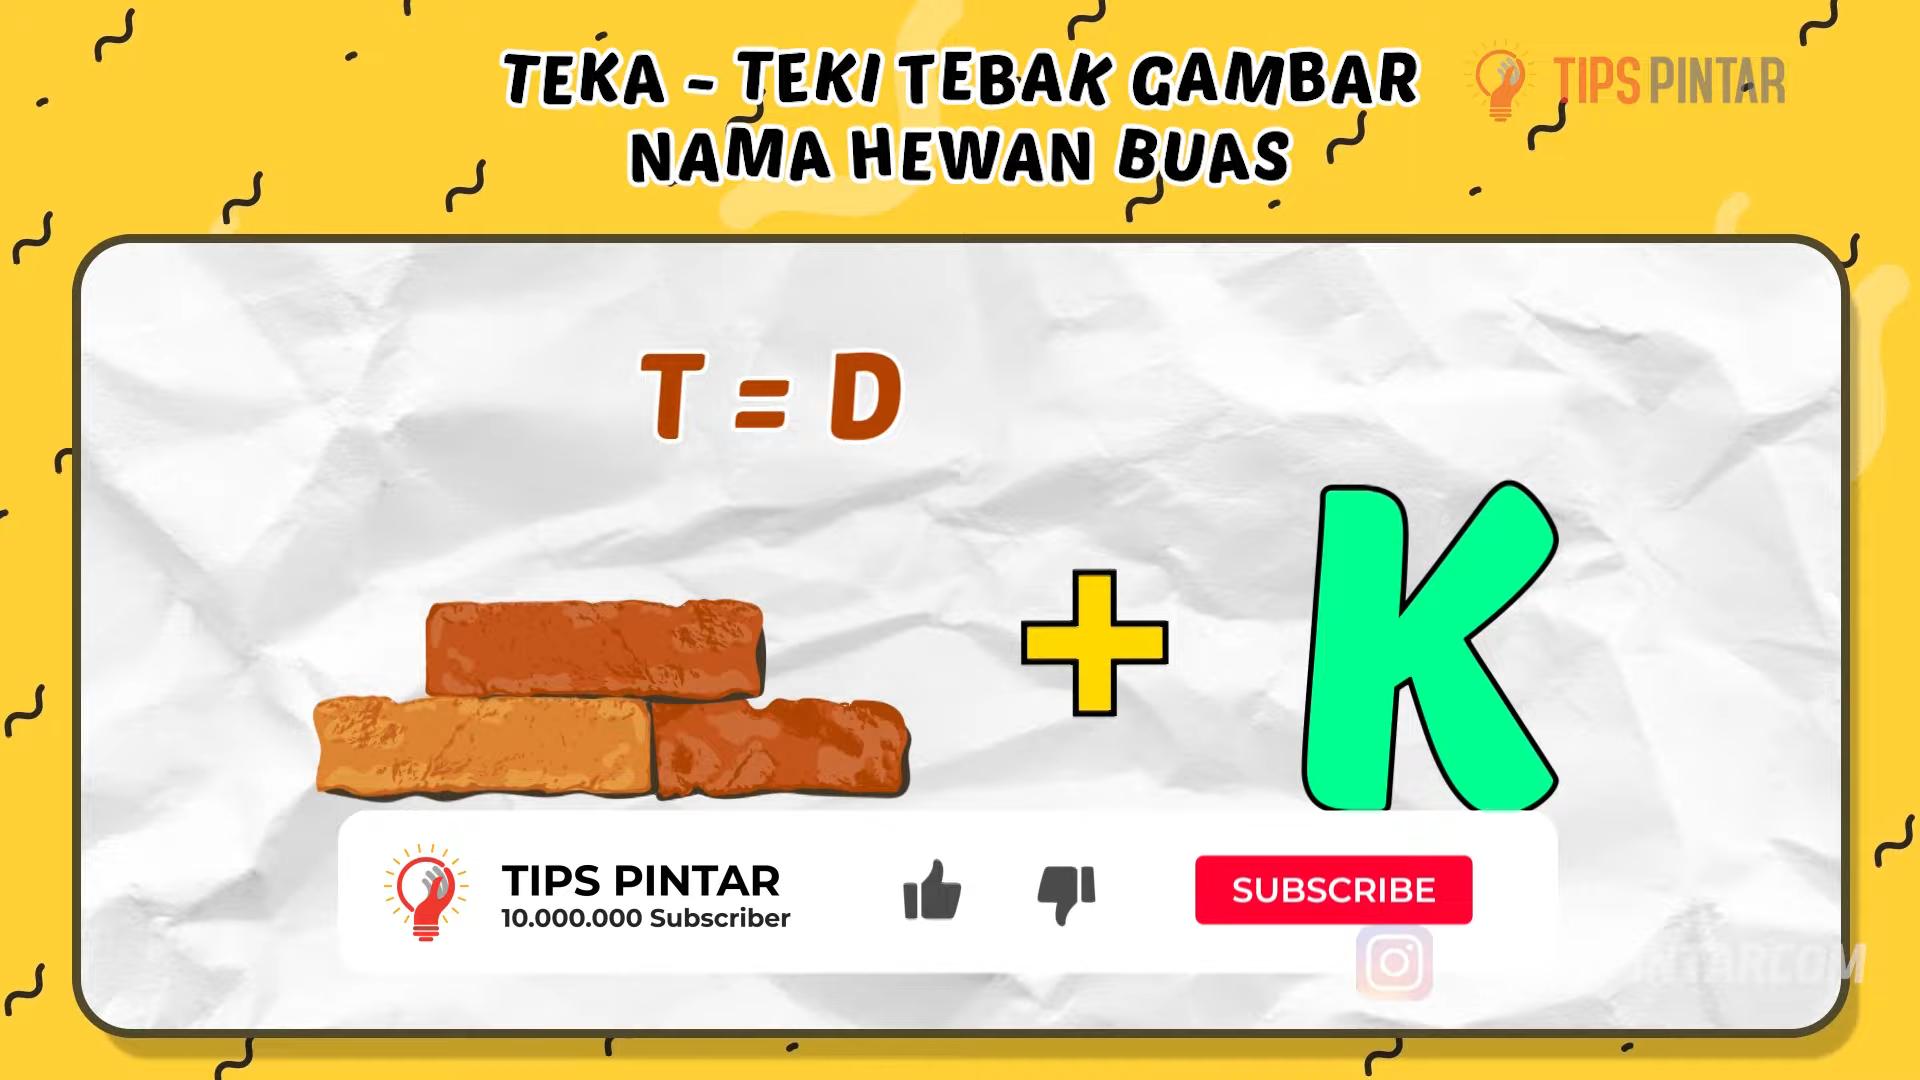 TEKA - TEKI TEBAK GAMBAR
NAMA HEWAN BUAS
TIPS PINTAR
T = D
K
TIPS PINTAR
10.000.000 Subscriber
SUBSCRIBE